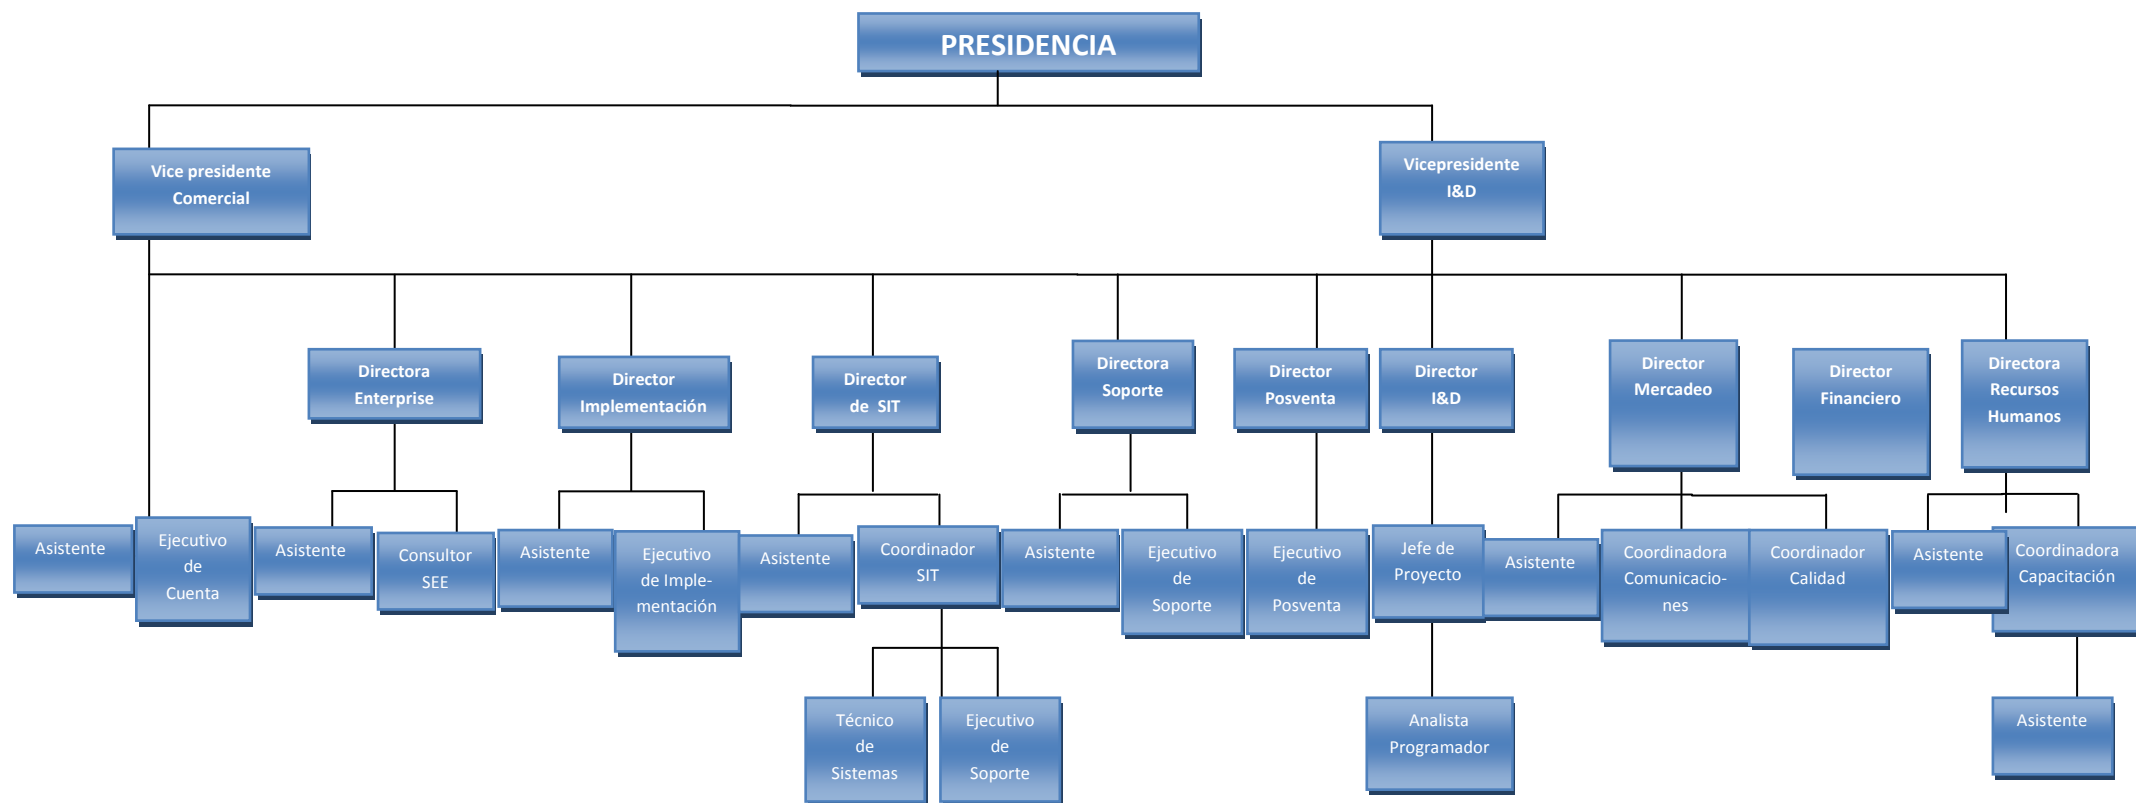 PRESIDENCIA
Vice presidente
Comercial
Vicepresidente
I&D
Directora
Enterprise
Director
Implementación
Director
de SIT
Directora
Soporte
Director
Posventa
Director
I&D
Director
Mercadeo
Director
Financiero
Directora
Recursos
Humanos
Asistente
Ejecutivo
de
Cuenta
Asistente
Consultor
SEE
Asistente
Ejecutivo
de Imple-
mentación
Asistente
Coordinador
SIT
Asistente
Ejecutivo
de
Soporte
Ejecutivo
de
Posventa
Jefe de
Proyecto
Asistente
Coordinadora
Comunicacio-
nes
Coordinador
Calidad
Asistente
Coordinadora
Capacitación
Técnico
de
Sistemas
Ejecutivo
de
Soporte
Analista
Programador
Asistente